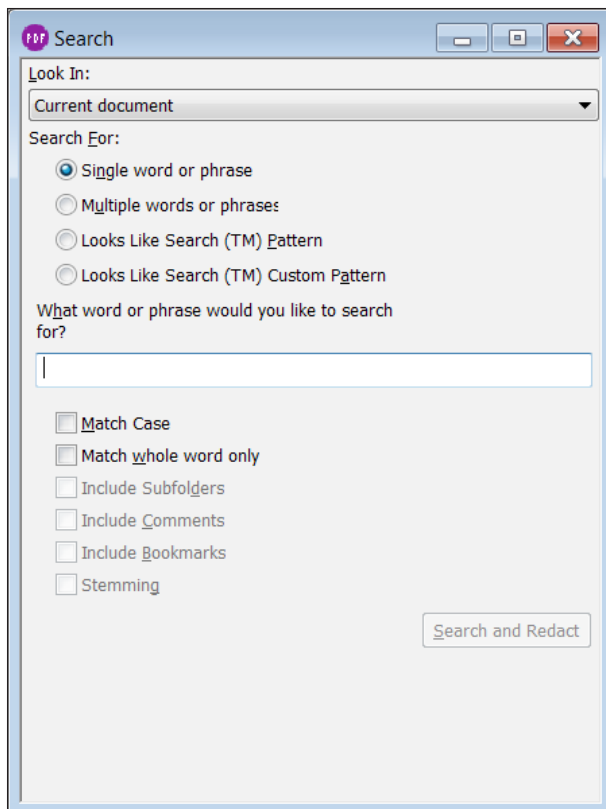 PDF Search
Look In:
Current document
Search For:
Single word or phrase
Multiple words or phrases
Looks Like Search (TM) Pattern
Looks Like Search (TM) Custom Pattern
What word or phrase would you like to search
for?
Match Case
Match whole word only
Include Subfolders
Include Comments
Include Bookmarks
Stemming
Search and Redact